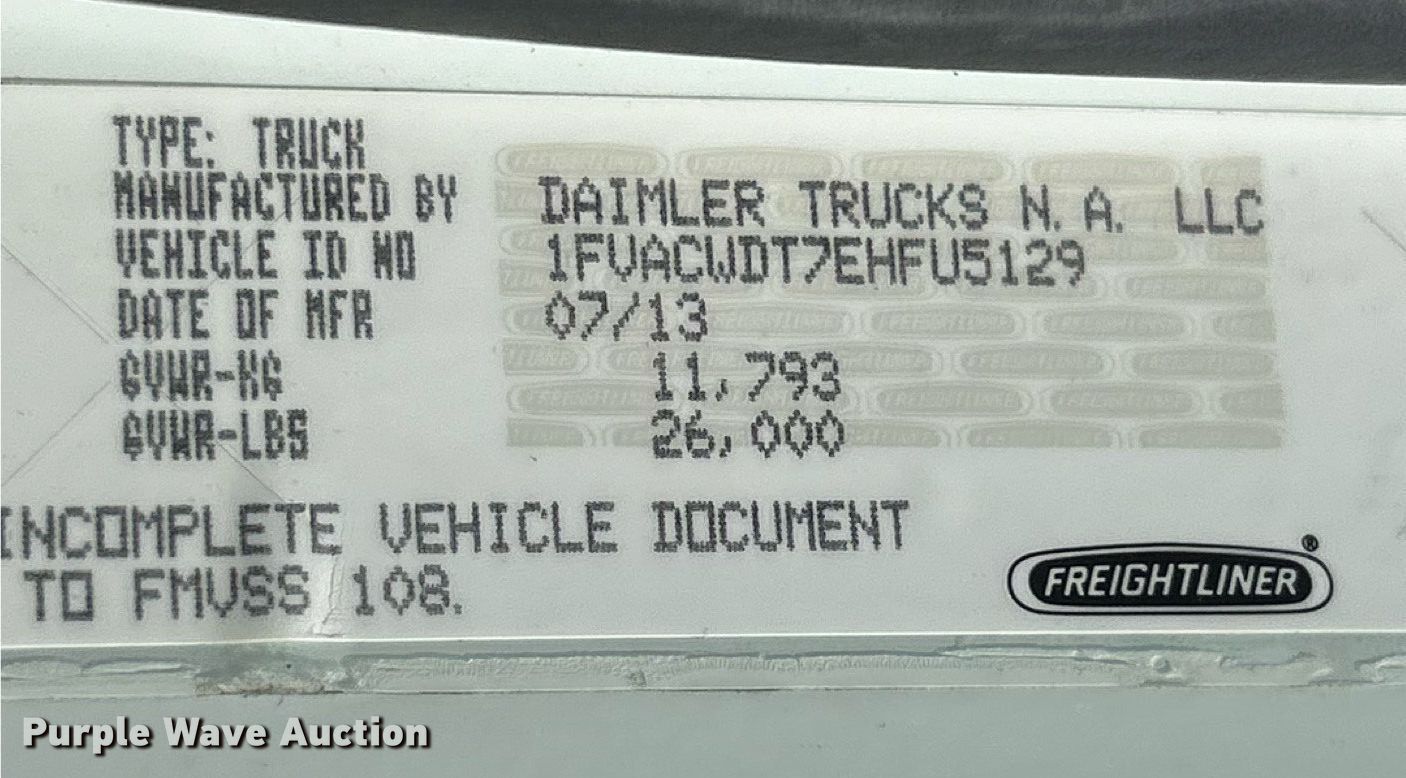 TYPE: TRUCK
MANUFACTURED BY DAIMLER TRUCKS N.A. LLC
VEHICLE ID NO 1FVACWDT7EHFU5129
DATE OF MFR 07/13
GVWR-KG 11,793
GVWR-LBS 26,000
INCOMPLETE VEHICLE DOCUMENT
TO FMVSS 108.
FREIGHTLINER®
Purple Wave Auction